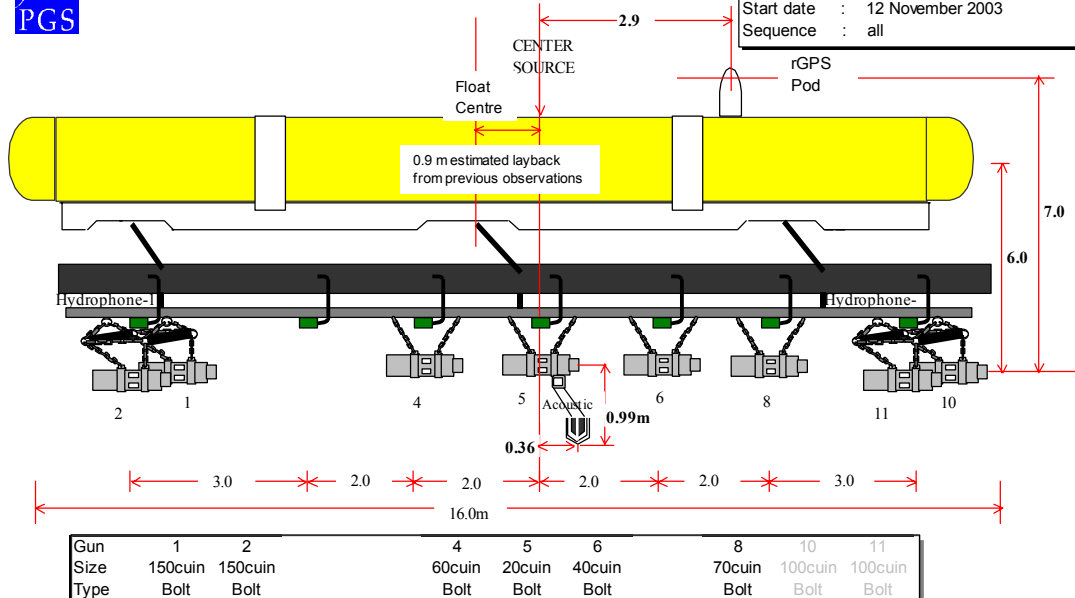 PGS
Start date : 12 November 2003
Sequence : all
2.9
CENTER
SOURCE
rGPS
Pod
Float
Centre
0.9 m estimated layback
from previous observations
7.0
6.0
Hydrophone-1
Hydrophone-
2
1
4
5
Acoustic
6
8
11
10
0.99m
0.36
3.0
2.0
2.0
2.0
2.0
3.0
16.0m
Gun 1 2 4 5 6 8 10 11
Size 150cuin 150cuin 60cuin 20cuin 40cuin 70cuin 100cuin 100cuin
Type Bolt Bolt Bolt Bolt Bolt Bolt Bolt Bolt